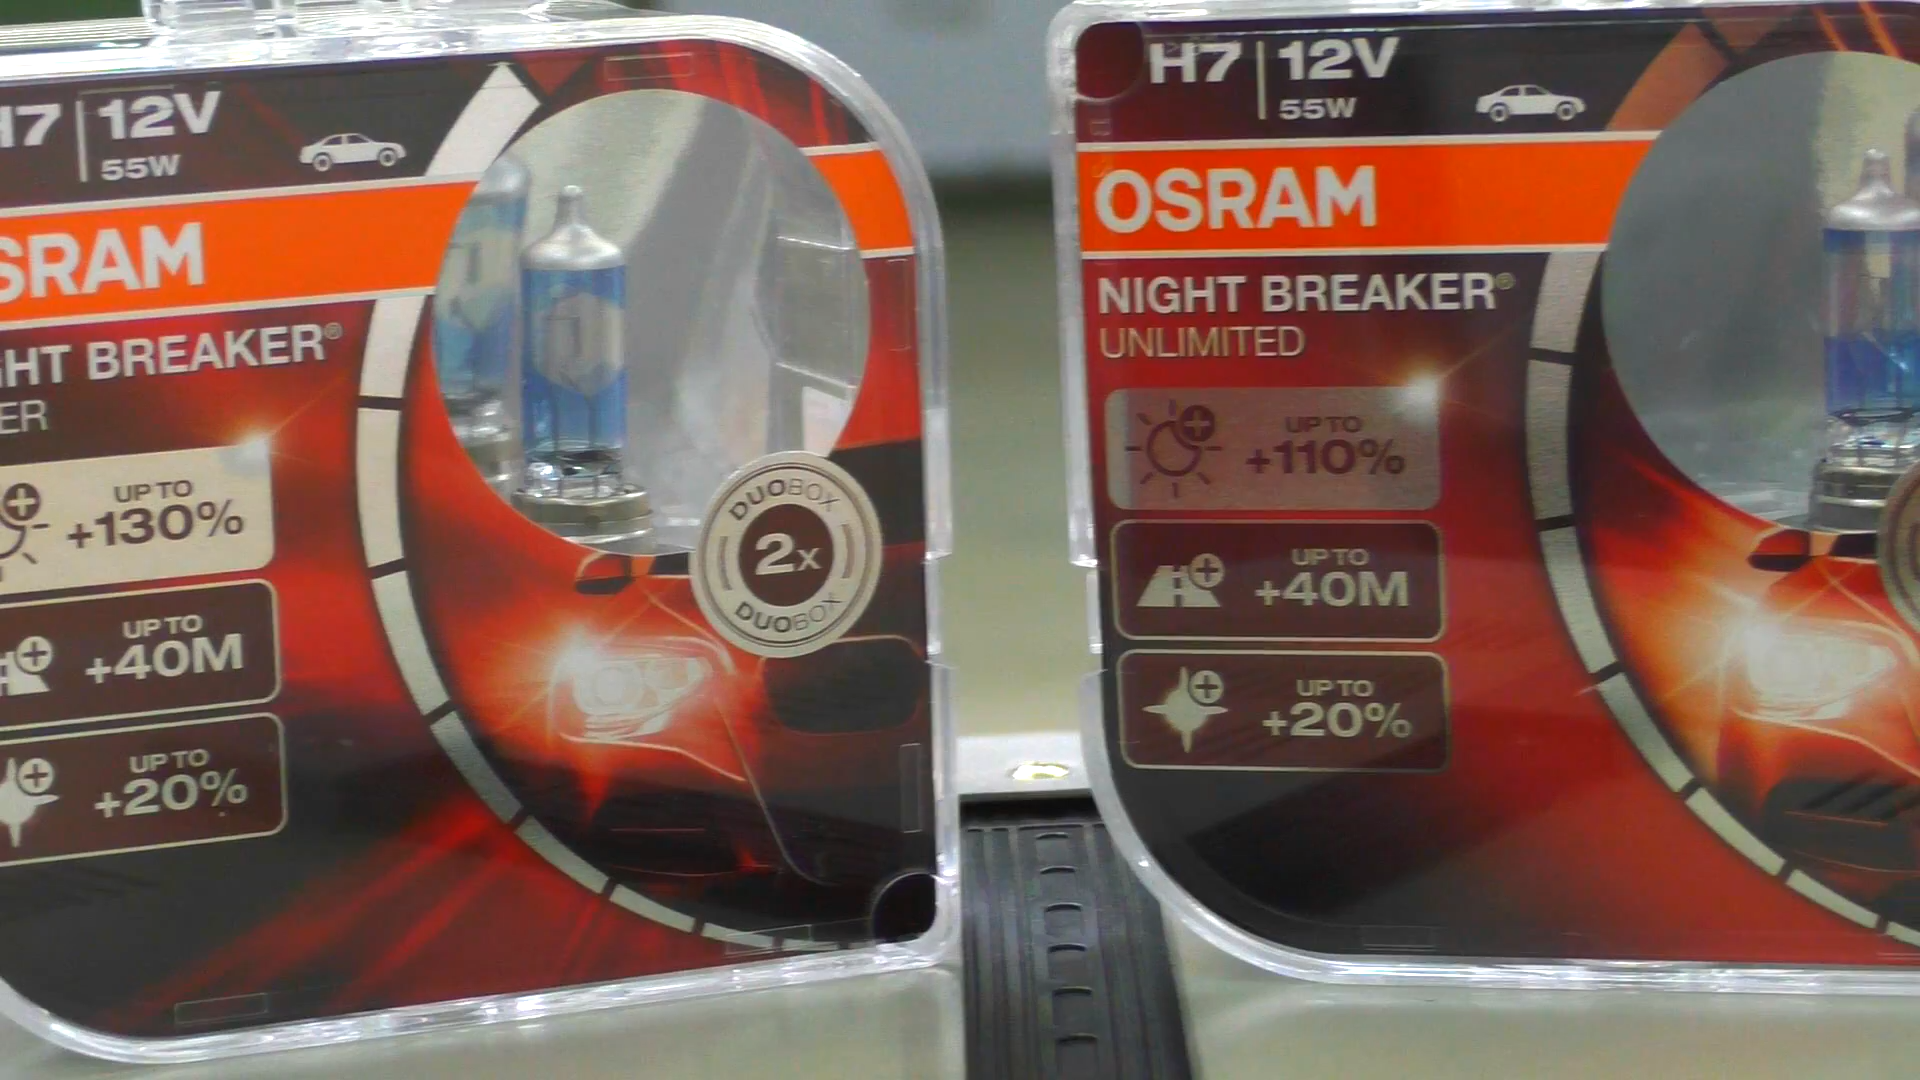 H7 12V
55W
SRAM
GHT BREAKER®
ER
UP TO
+130%
UP TO
+40M
UP TO
+20%
DUOBOX
2x
DUOBOX
H7 12V
55W
OSRAM
NIGHT BREAKER®
UNLIMITED
UP TO
+110%
UP TO
+40M
UP TO
+20%